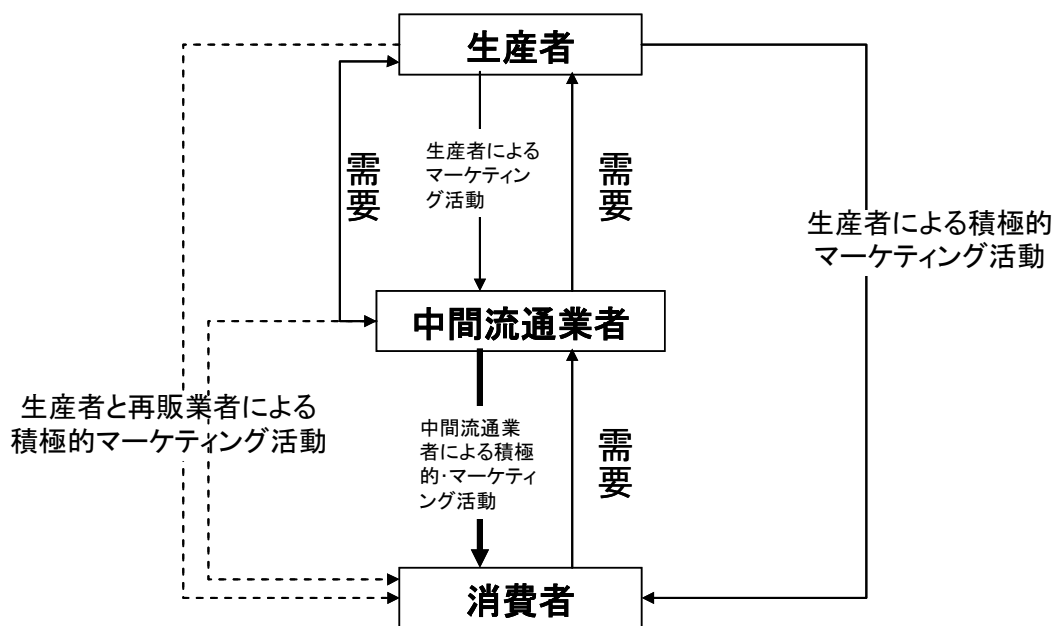 生産者
生産者による
マーケティン
グ活動
需
要
需
要
生産者による積極的
マーケティング活動
中間流通業者
生産者と再販業者による
積極的マーケティング活動
中間流通業
者による積極
的・マーケティ
ング活動
需
要
消費者